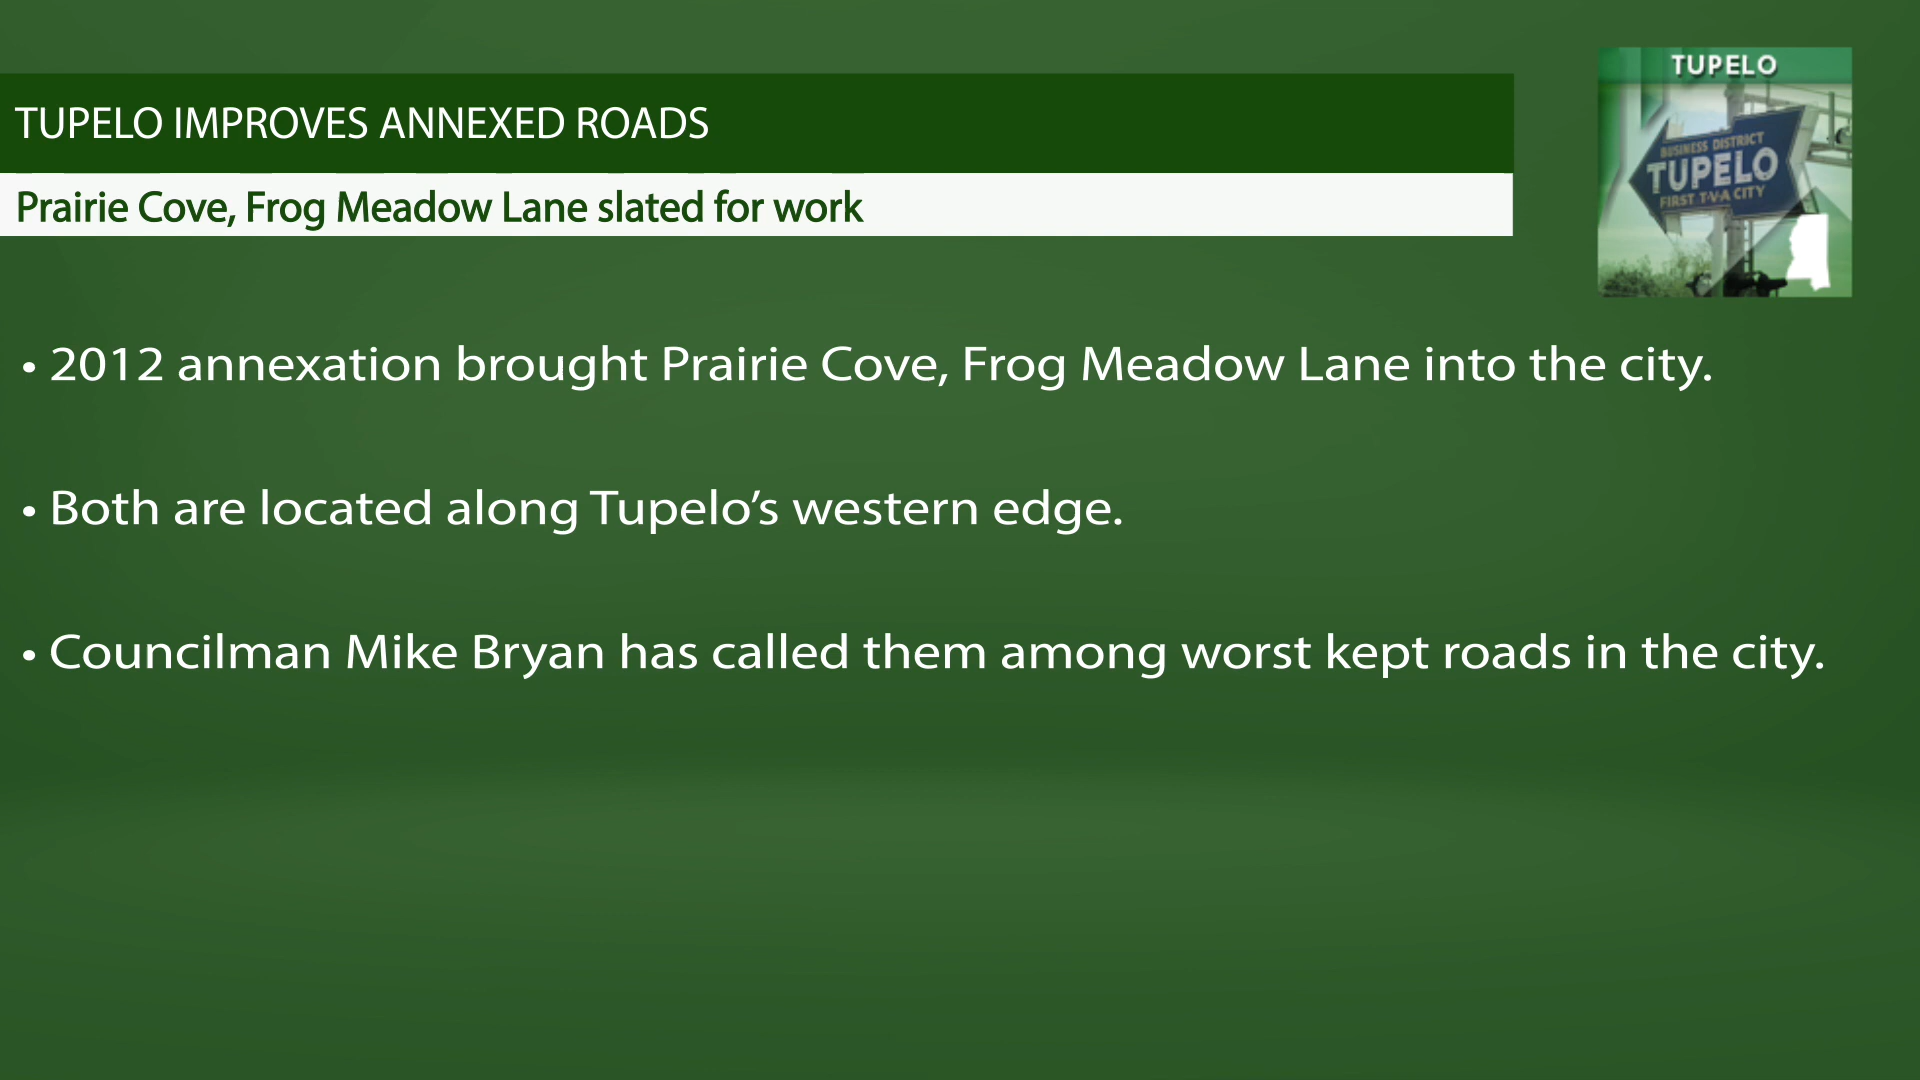 TUPELO IMPROVES ANNEXED ROADS
Prairie Cove, Frog Meadow Lane slated for work
TUPELO
BUSINESS DISTRICT
TUPELO
FIRST TVA CITY
• 2012 annexation brought Prairie Cove, Frog Meadow Lane into the city.
• Both are located along Tupelo’s western edge.
• Councilman Mike Bryan has called them among worst kept roads in the city.